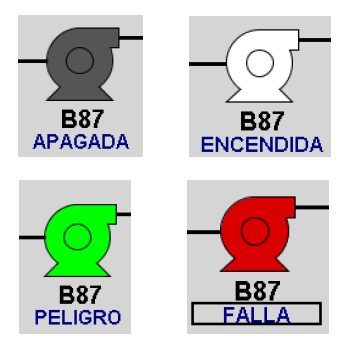 B87
APAGADA
B87
ENCENDIDA
B87
PELIGRO
B87
FALLA